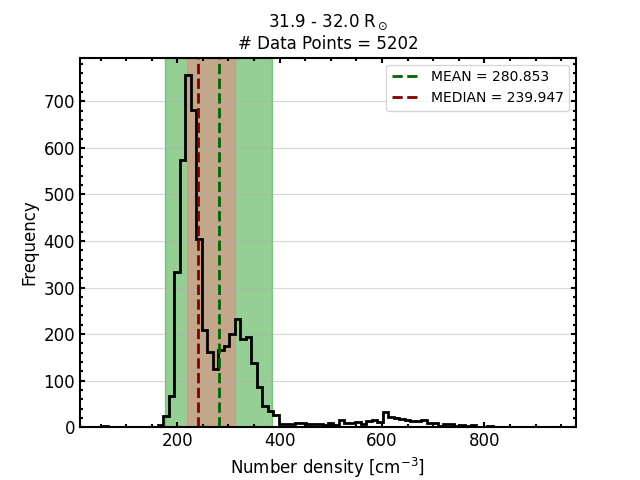 31.9 - 32.0 R⊙
# Data Points = 5202
MEAN = 280.853
MEDIAN = 239.947
Frequency
700
600
500
400
300
200
100
0
200 400 600 800
Number density [cm⁻³]